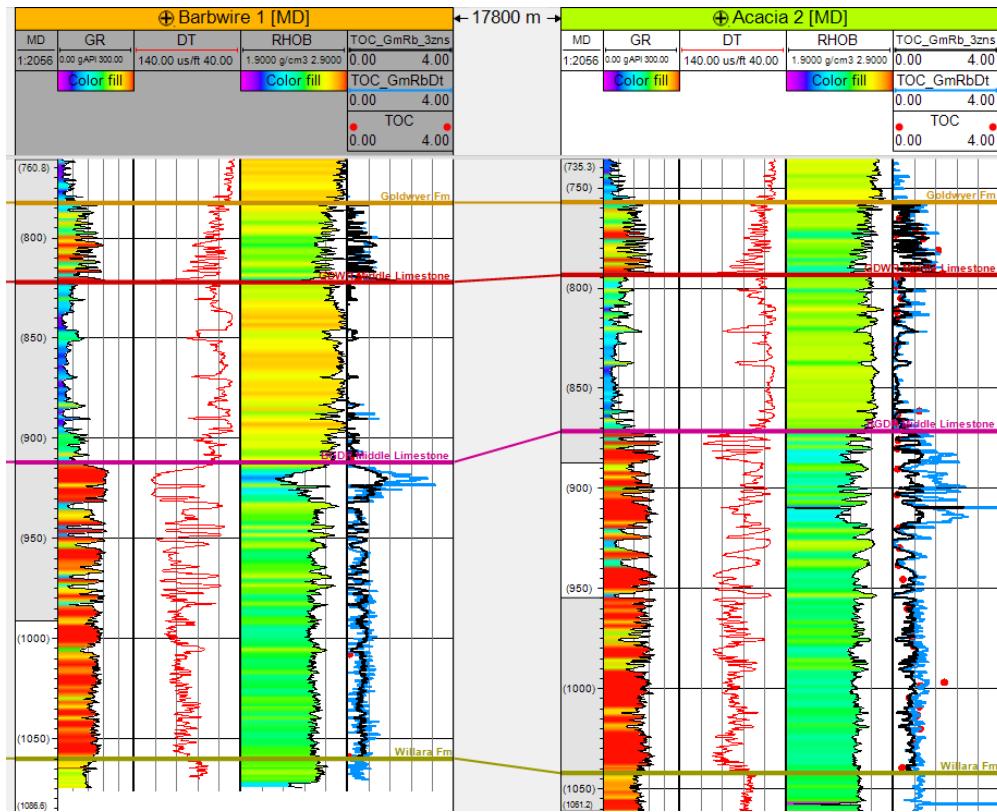 Barbwire 1 [MD]
17800 m
Acacia 2 [MD]
MD
GR
DT
RHOB
TOC_GmRb_3zns
1:2056
0.00 gAPI 300.00
140.00 us/ft 40.00
1.9000 g/cm3 2.9000
0.00 4.00
Color fill
Color fill
TOC_GmRbDt
0.00 4.00
TOC
0.00 4.00
MD
GR
DT
RHOB
TOC_GmRb_3zns
1:2056
0.00 gAPI 300.00
140.00 us/ft 40.00
1.9000 g/cm3 2.9000
0.00 4.00
Color fill
Color fill
TOC_GmRbDt
0.00 4.00
TOC
0.00 4.00
(760.8)
Goldwyer Fm
(800)
Middle Limestone
(850)
(900)
Middle Limestone
(950)
(1000)
(1050)
Willara Fm
(1086.6)
(735.3)
(750)
Goldwyer Fm
Middle Limestone
(800)
(850)
Middle Limestone
(900)
(950)
(1000)
Willara Fm
(1050)
(1061.2)